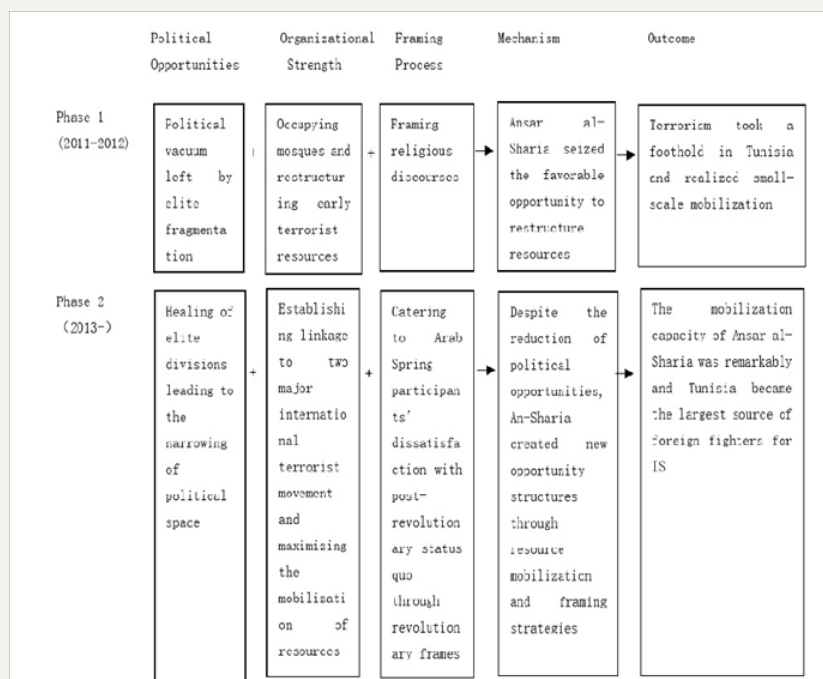 Political
Opportunities
Organizational
Strength
Framing
Process
Mechanism
Outcome
Phase 1
(2011-2012)
Political
vacuum
left by
elite
fragmenta
tion
+
Occupying
mosques and
restructur
ing early
terrorist
resources
+
Framing
religious
discourses
Ansar al-
Sharia seized
the favorable
opportunity to
restructure
resources
Terrorism took a
foothold in Tunisia
and realized small-
scale mobilization
Phase 2
(2013-)
Healing of
elite
divisions
leading to
the
narrowing
of
political
space
+
Establishi
ng linkage
to two
major
internatio
nal
terrorist
movement
and
maximizing
the
mobilizati
on of
resources
+
Catering
to Arab
Spring
participan
ts'
dissatisfa
ction with
post-
revolution
ary status
quo
through
revolution
ary frames
Despite the
reduction of
political
opportunities,
An-Sharia
created new
opportunity
structures
through
resource
mobilization
and framing
strategies
The mobilization
capacity of Ansar al-
Sharia was remarkably
and Tunisia became
the largest source of
foreign fighters for
IS